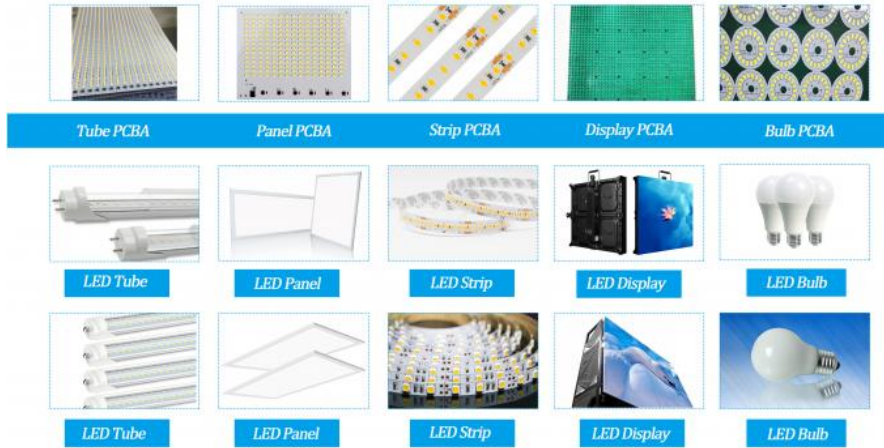 Tube PCBA
Panel PCBA
Strip PCBA
Display PCBA
Bulb PCBA
LED Tube
LED Panel
LED Strip
LED Display
LED Bulb
LED Tube
LED Panel
LED Strip
LED Display
LED Bulb